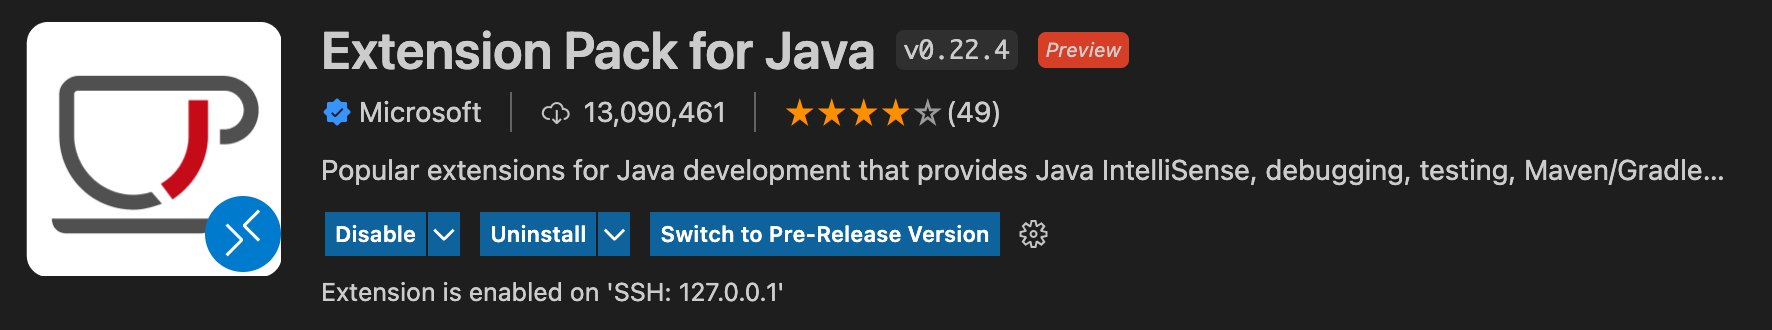 Extension Pack for Java v0.22.4 Preview
Microsoft 13,090,461 (49)
Popular extensions for Java development that provides Java IntelliSense, debugging, testing, Maven/Gradle...
Disable Uninstall Switch to Pre-Release Version
Extension is enabled on 'SSH: 127.0.0.1'